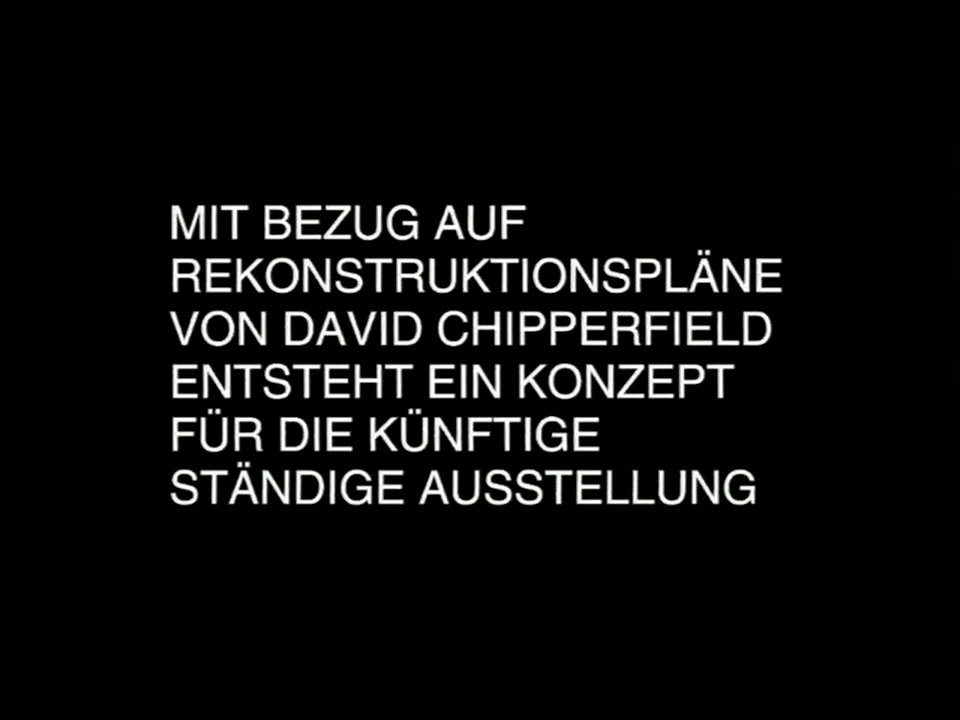 MIT BEZUG AUF
REKONSTRUKTIONSPLÄNE
VON DAVID CHIPPERFIELD
ENTSTEHT EIN KONZEPT
FÜR DIE KÜNFTIGE
STÄNDIGE AUSSTELLUNG